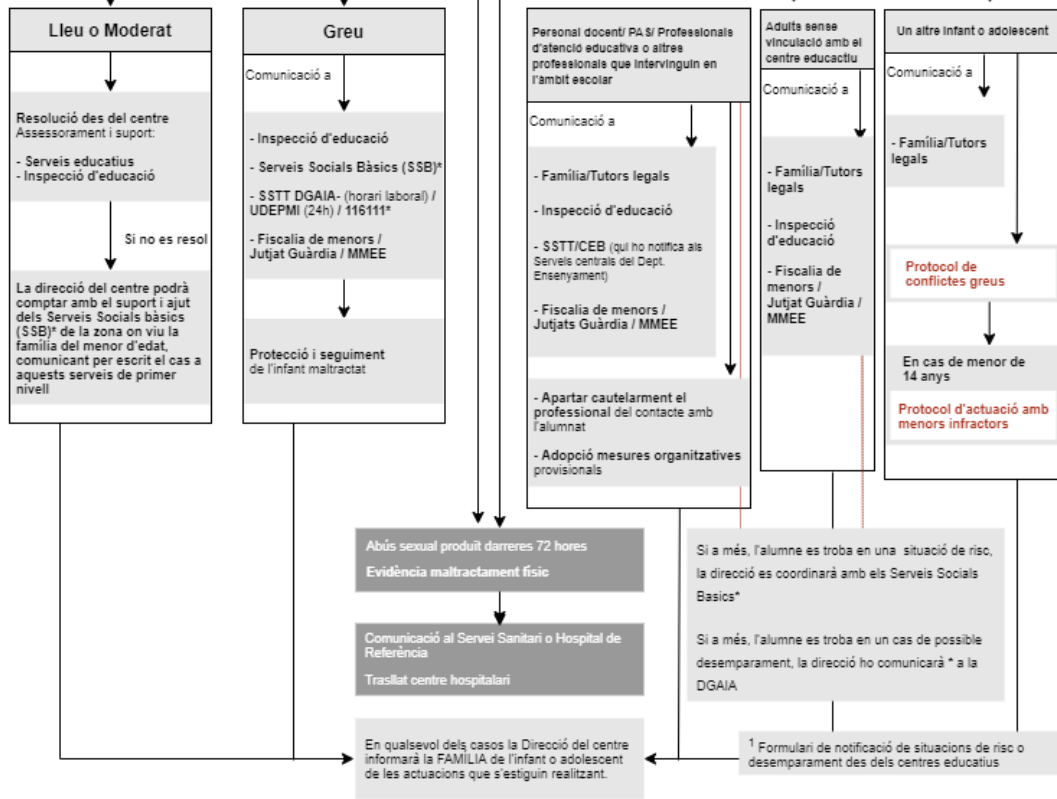 Lleu o Moderat
Resolució des del centre
Assessorament i suport:
- Serveis educatius
- Inspecció d'educació
Si no es resol
La direcció del centre podrà
comptar amb el suport i ajut
dels Serveis Socials bàsics
(SSB)* de la zona on viu la
família del menor d'edat,
comunicant per escrit el cas a
aquests serveis de primer
nivell
Greu
Comunicació a
- Inspecció d'educació
- Serveis Socials Bàsics (SSB)*
- SSTT DGAIA- (horari laboral) /
UDEPMI (24h) / 116111*
- Fiscalia de menors /
Jutjat Guàrdia / MMEE
Protecció i seguiment
de l'infant maltractat
Personal docent/ PAS/ Professionals
d'atenció educativa o altres
professionals que intervinguin en
l'àmbit escolar
Comunicació a
- Família/Tutors legals
- Inspecció d'educació
- SSTT/CEB (qui ho notifica als
Serveis centrals del Dept.
Ensenyament)
- Fiscalia de menors /
Jutjats Guàrdia / MMEE
- Apartar cautelarment el
professional del contacte amb
l'alumnat
- Adopció mesures organitzatives
provisionals
Adults sense
vinculació amb el
centre educactiu
Comunicació a
- Família/Tutors
legals
- Inspecció
d'educació
- Fiscalia de
menors /
Jutjat Guàrdia /
MMEE
Un altre infant o adolescent
Comunicació a
- Família/Tutors
legals
Protocol de
conflictes greus
En cas de menor de
14 anys
Protocol d'actuació amb
menors infractors
Abús sexual produït darreres 72 hores
Evidència maltractament físic
Comunicació al Servei Sanitari o Hospital de
Referència
Trasllat centre hospitalari
Si a més, l'alumne es troba en una situació de risc,
la direcció es coordinarà amb els Serveis Socials
Basics*
Si a més, l'alumne es troba en un cas de possible
desemparament, la direcció ho comunicarà * a la
DGAIA
En qualsevol dels casos la Direcció del centre
informarà la FAMÍLIA de l'infant o adolescent
de les actuacions que s'estiguin realitzant.
1 Formulari de notificació de situacions de risc o
desemparament des dels centres educatius